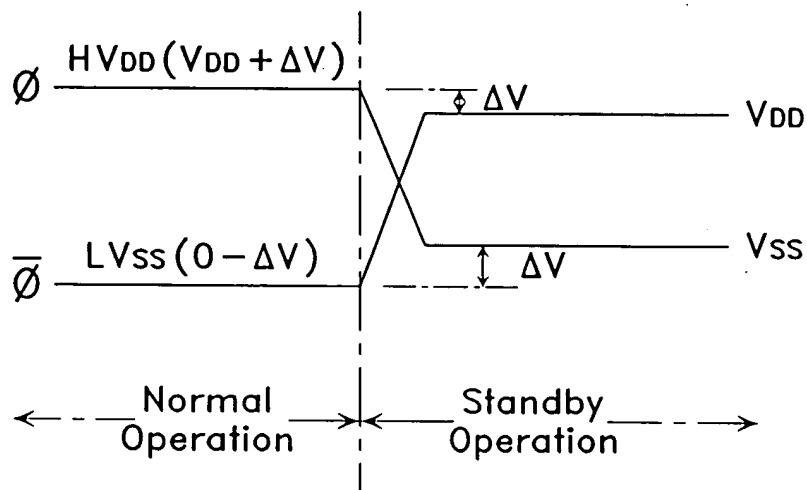 Ø HVDD(VDD + ΔV)
ΔV
VDD
Ø̅ LVSS(0 - ΔV)
ΔV
VSS
Normal Operation
Standby Operation